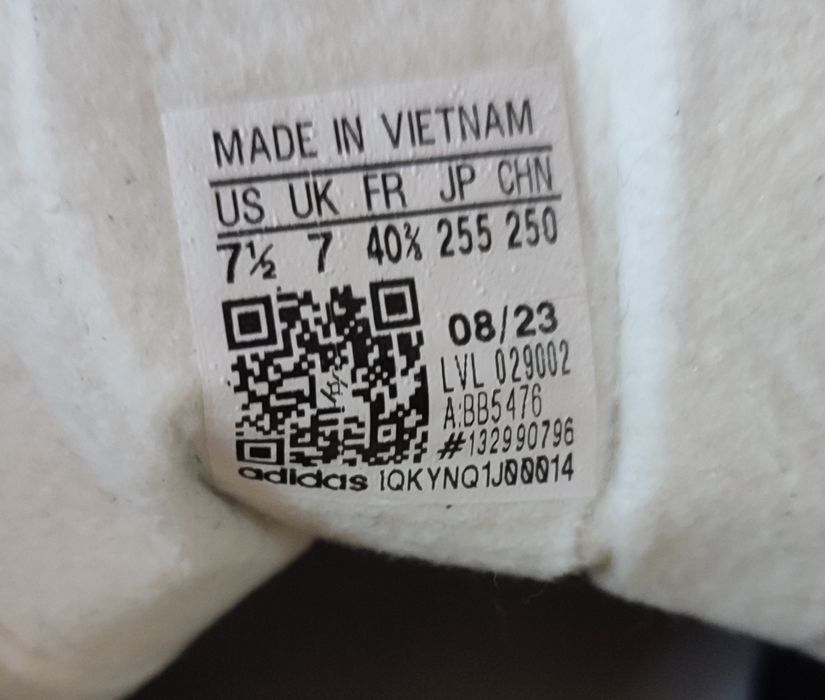 MADE IN VIETNAM
US UK FR JP CHN
7½ 7 40⅔ 255 250
08/23
LVL 029002
A:BB5476
#132990796
adidas 1QKYNQ1J00014